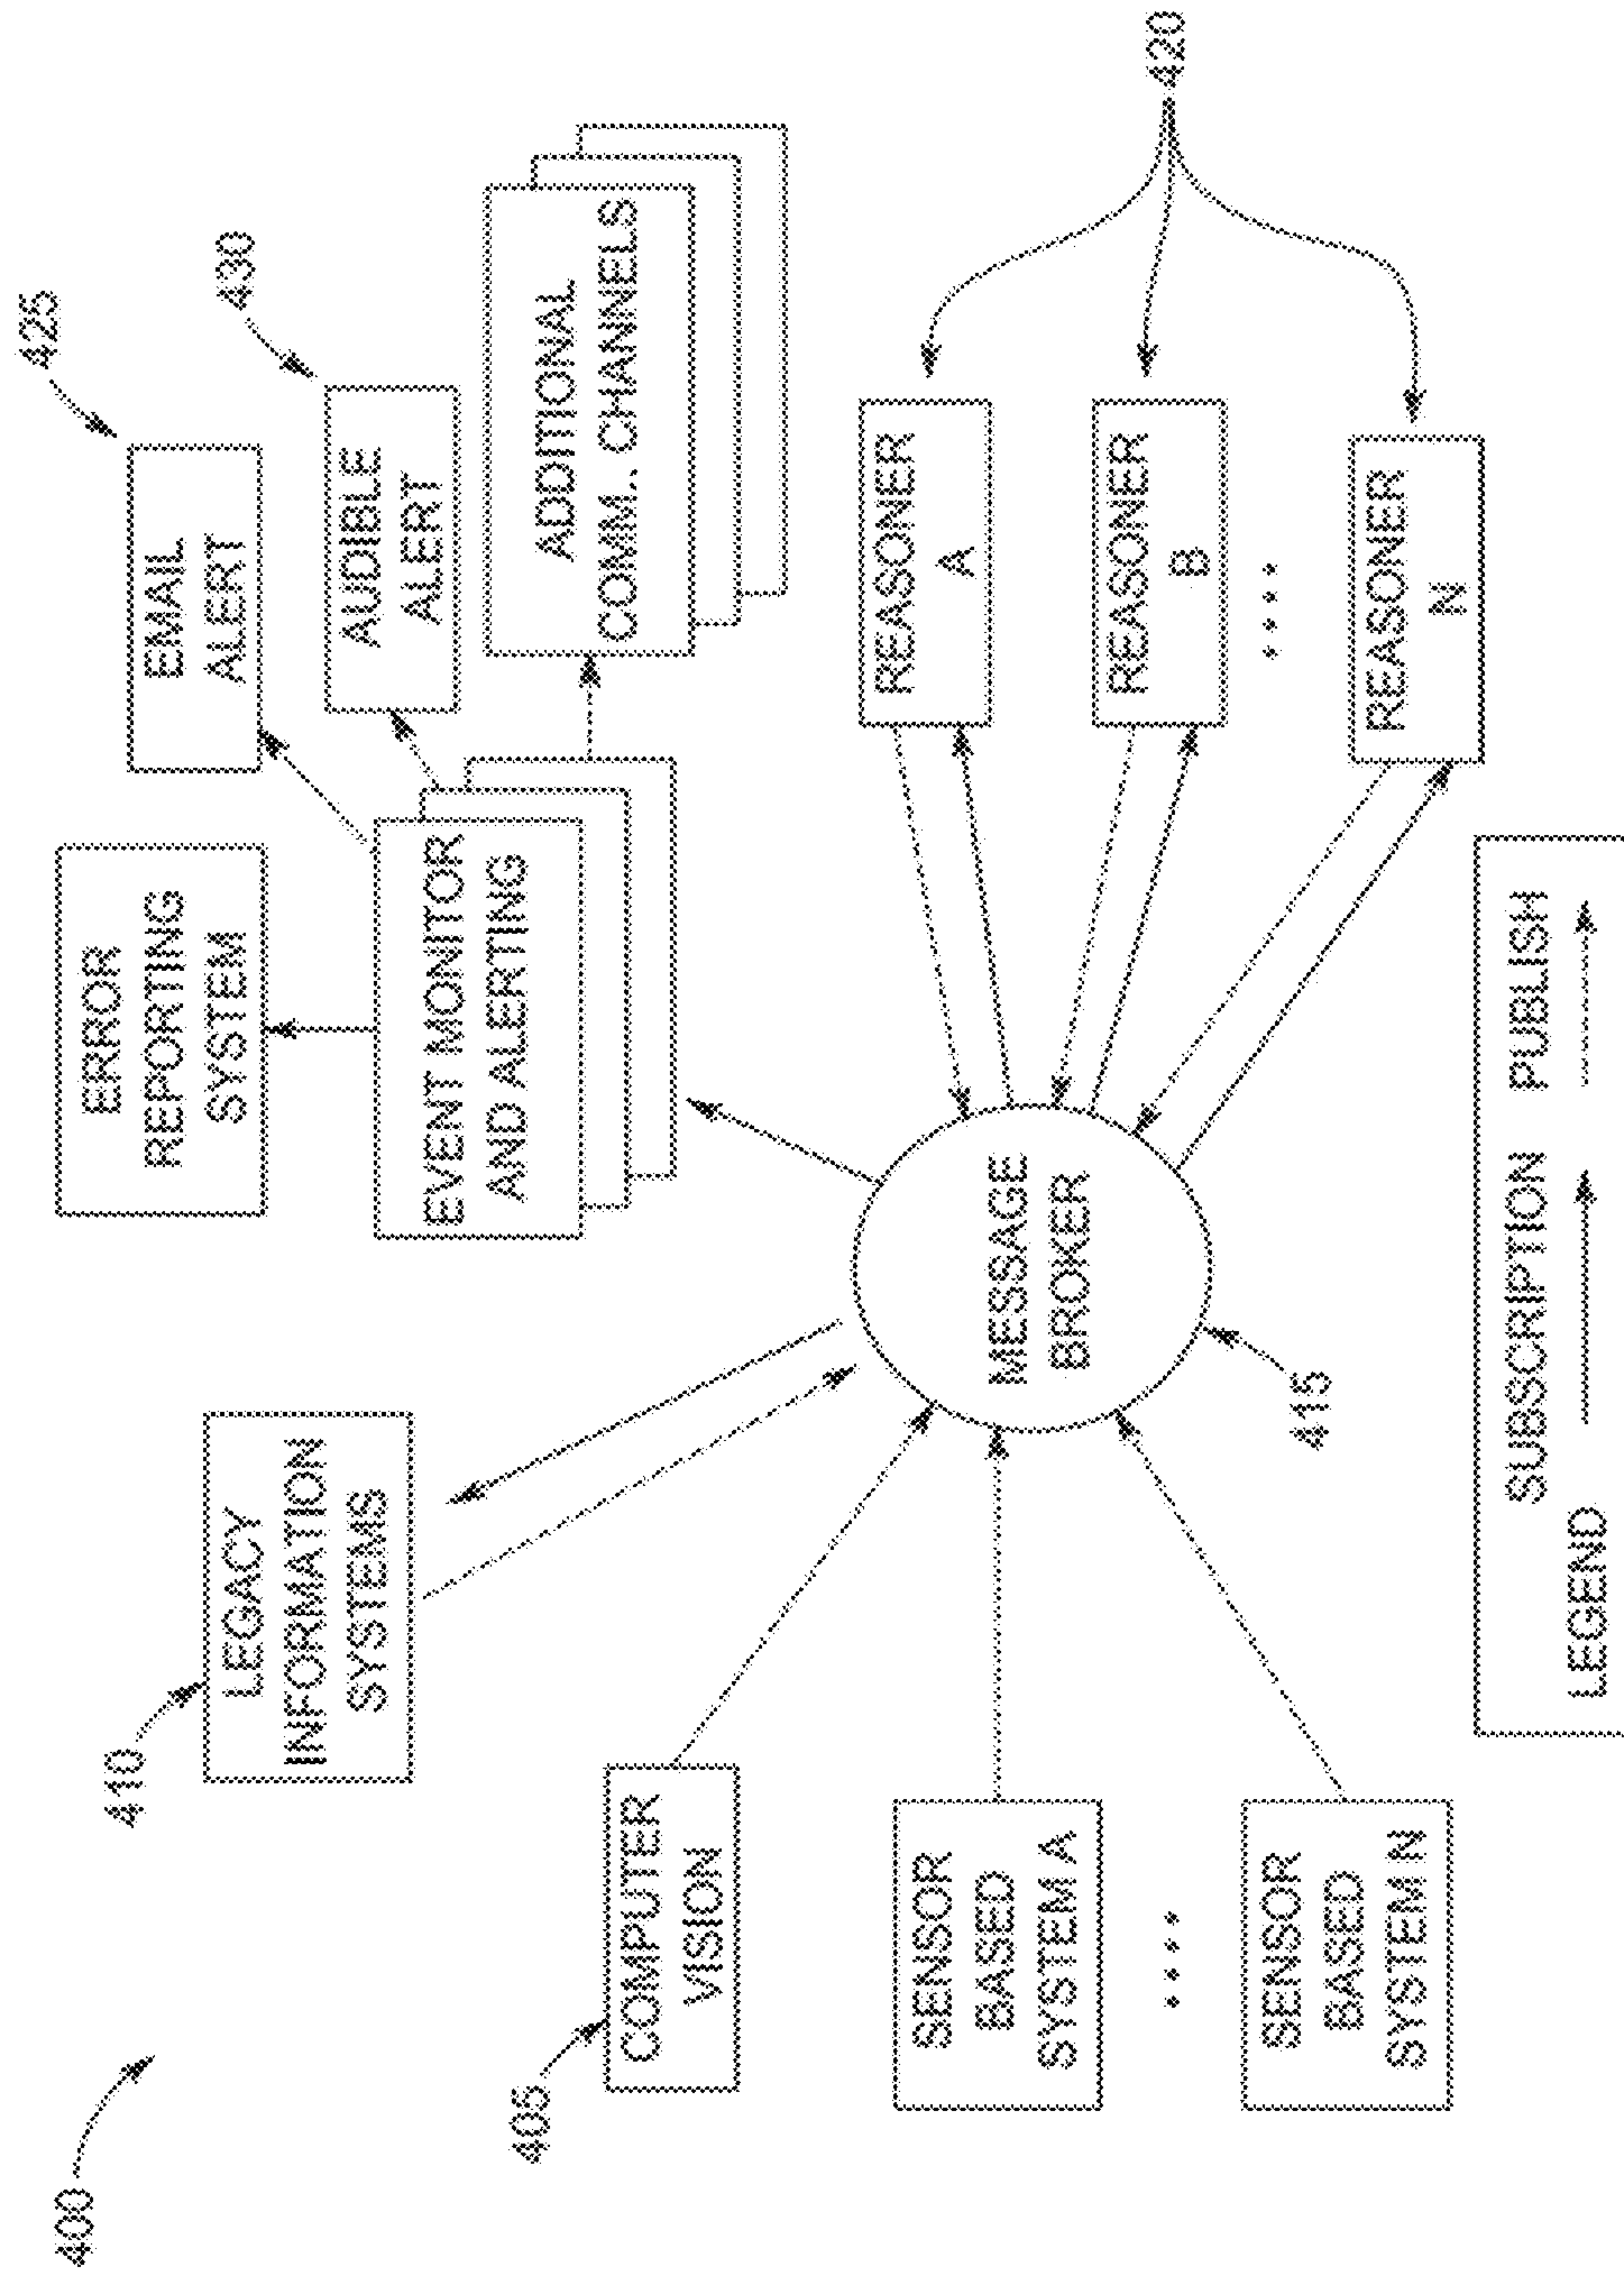 400
410
LEGACY
INFORMATION
SYSTEMS
ERROR
REPORTING
SYSTEM
425
EMAIL
ALERT
430
AUDIBLE
ALERT
EVENT MONITOR
AND ALERTING
ADDITIONAL
COMM.. CHANNELS
405
COMPUTER
VISION
SENSOR
BASED
SYSTEM A
....
SENSOR
BASED
SYSTEM N
MESSAGE
BROKER
415
REASONER
A
REASONER
B
....
REASONER
N
420
SUBSCRIPTION PUBLISH
LEGEND